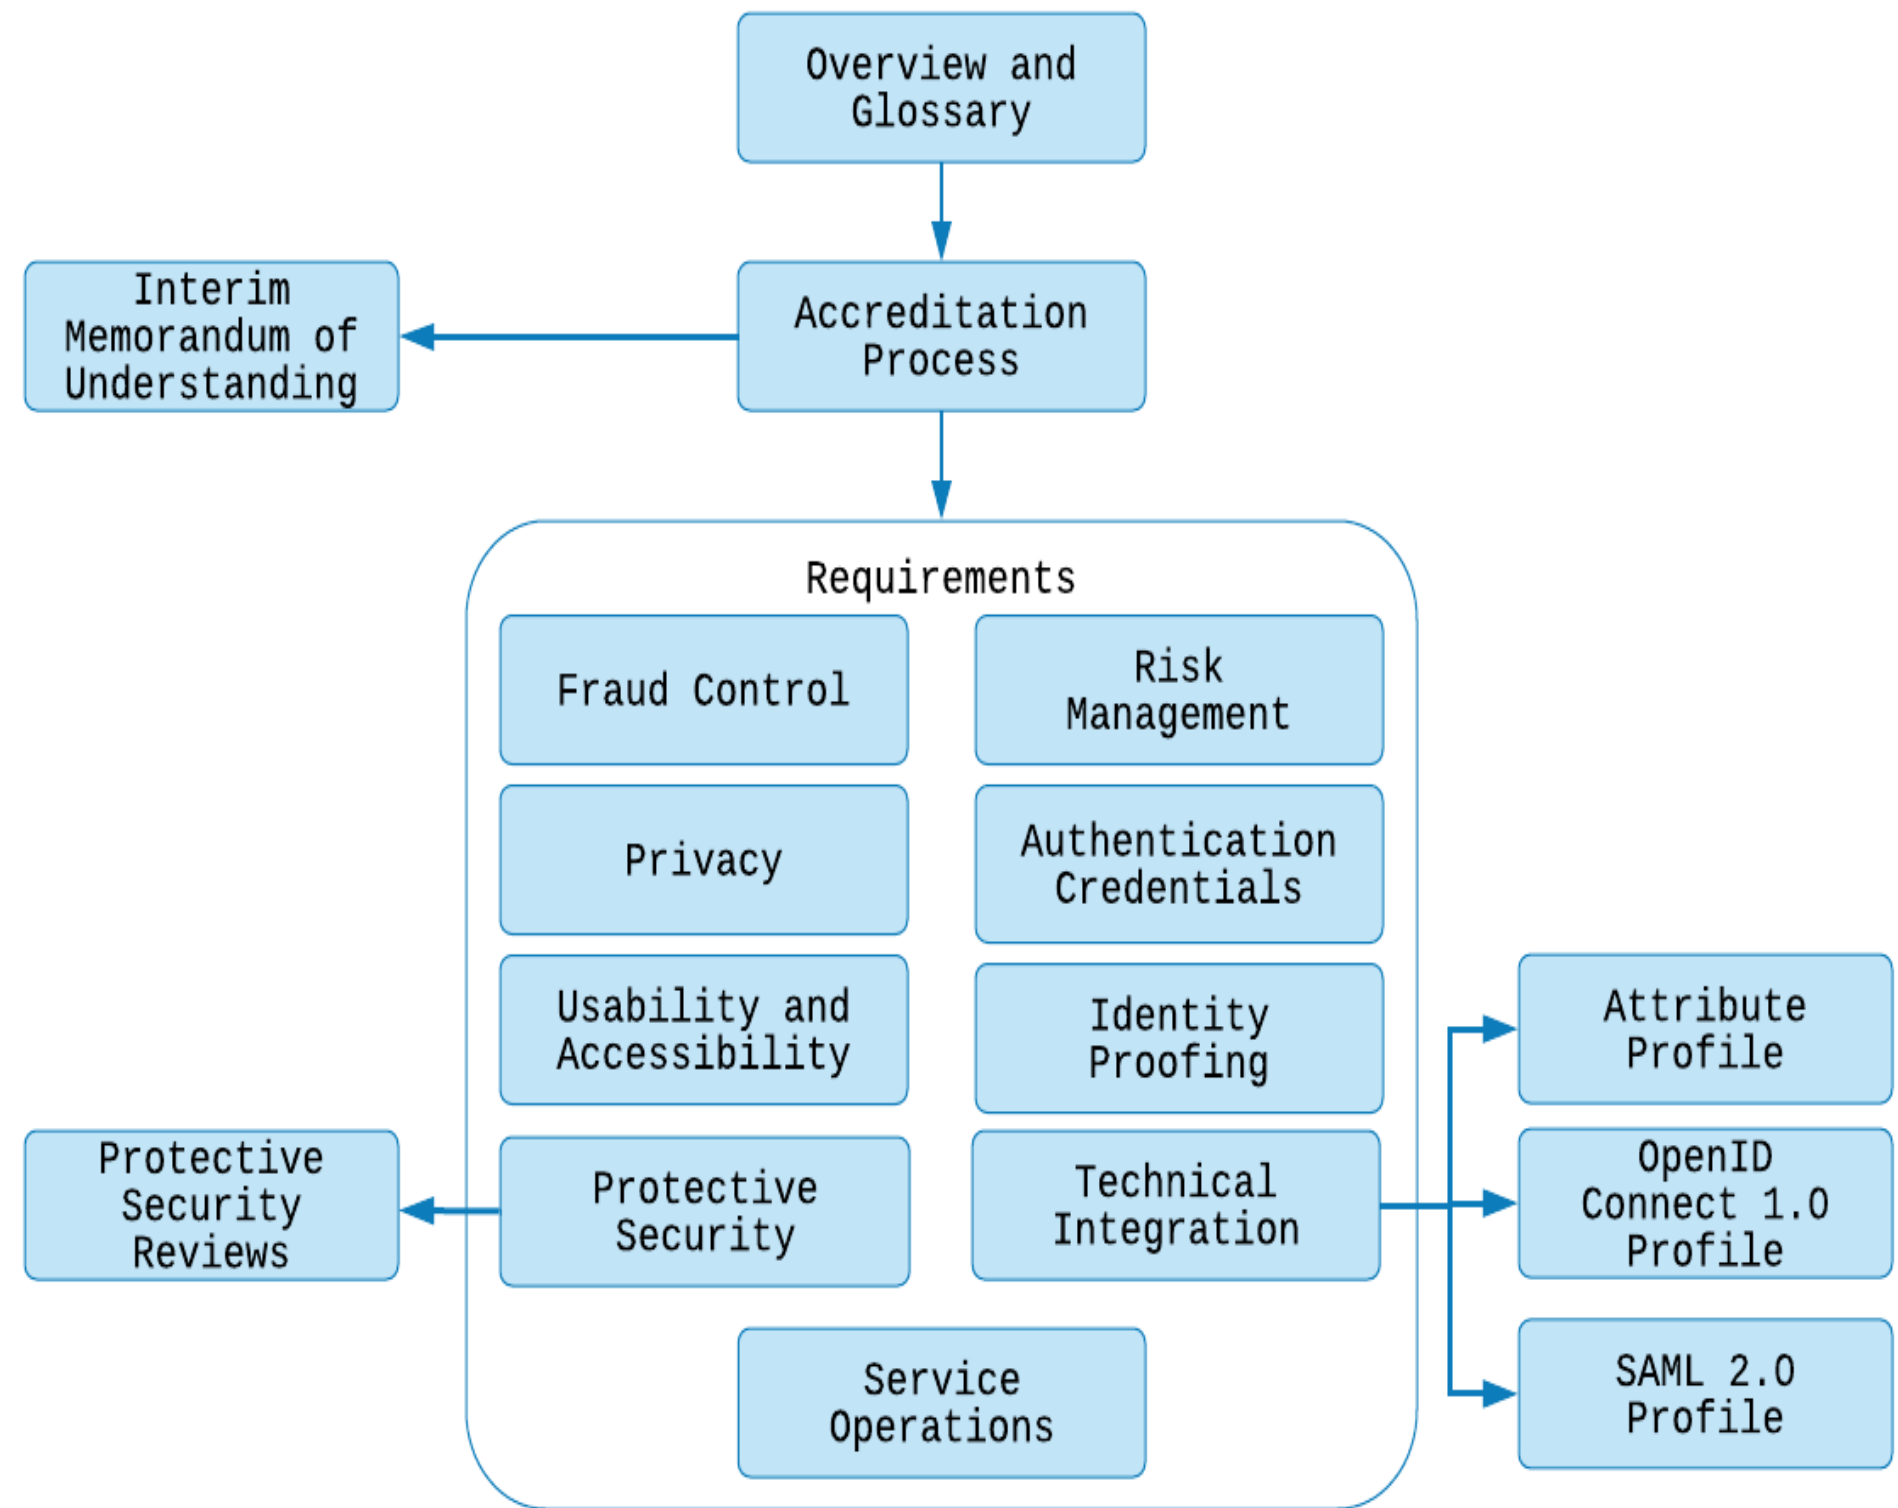 Overview and
Glossary
Interim
Memorandum of
Understanding
Accreditation
Process
Requirements
Fraud Control
Risk
Management
Privacy
Authentication
Credentials
Usability and
Accessibility
Identity
Proofing
Attribute
Profile
Protective
Security
Reviews
Protective
Security
Technical
Integration
OpenID
Connect 1.0
Profile
Service
Operations
SAML 2.0
Profile